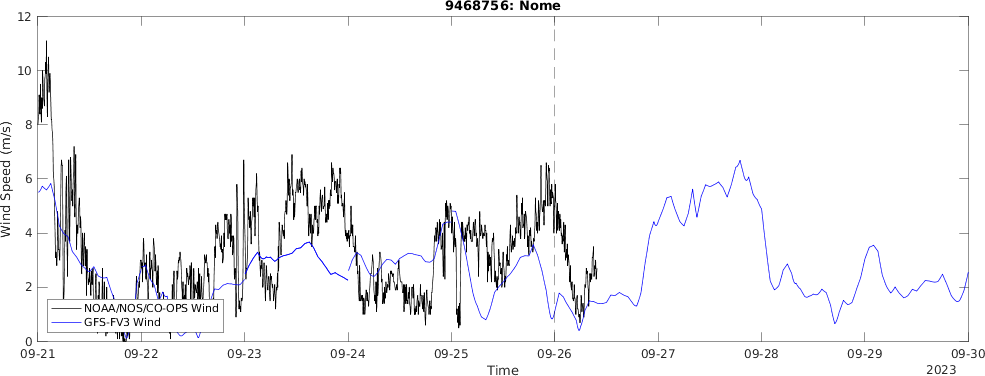 9468756: Nome
12
10
8
6
4
2
0
Wind Speed (m/s)
NOAA/NOS/CO-OPS Wind
GFS-FV3 Wind
09-21 09-22 09-23 09-24 09-25 09-26 09-27 09-28 09-29 09-30
Time
2023